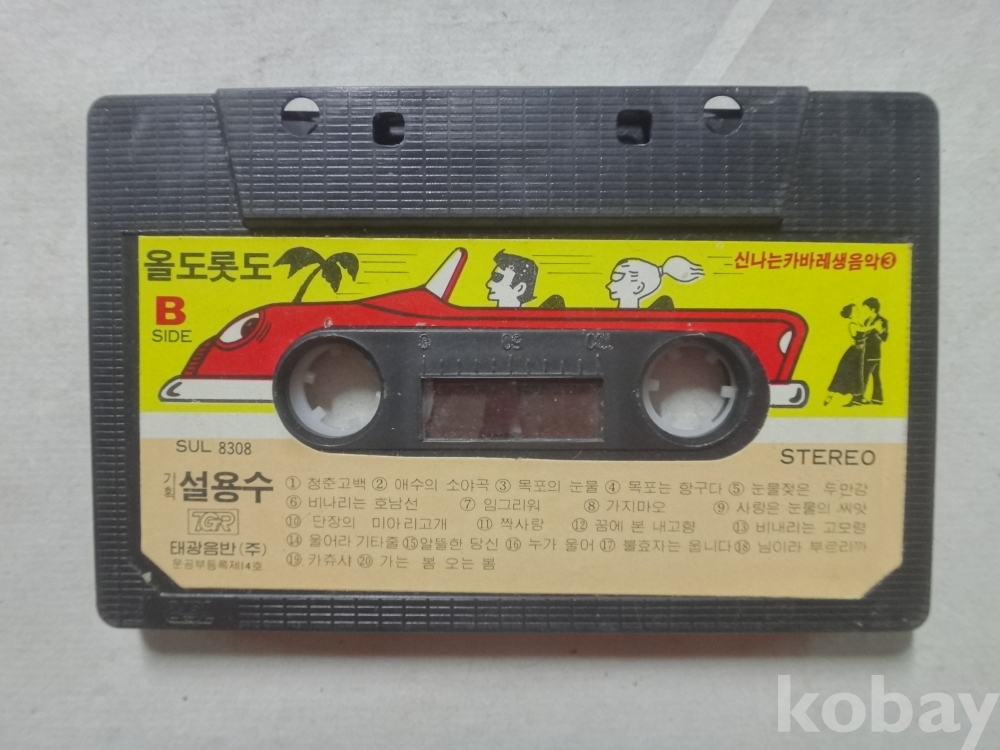 올도롯도
신나는카바레생음악❸
B
SIDE
0 50 100
SUL 8308
STEREO
기획 설용수
① 청춘고백 ② 애수의 소야곡 ③ 목포의 눈물 ④ 목포는 항구다 ⑤ 눈물젖은 두만강
⑥ 비나리는 호남선 ⑦ 임그리워 ⑧ 가지마오 ⑨ 사랑은 눈물의 씨앗
⑩ 단장의 미아리고개 ⑪ 짝사랑 ⑫ 꿈에 본 내고향 ⑬ 비내리는 고모령
⑭ 울어라 기타줄 ⑮ 알뜰한 당신 ⑯ 누가 울어 ⑰ 불효자는 웁니다 ⑱ 님이라 부르리까
⑲ 카츄샤 ⑳ 가는 봄 오는 봄
TGR
태광음반(주)
문공부등록제14호
kobay